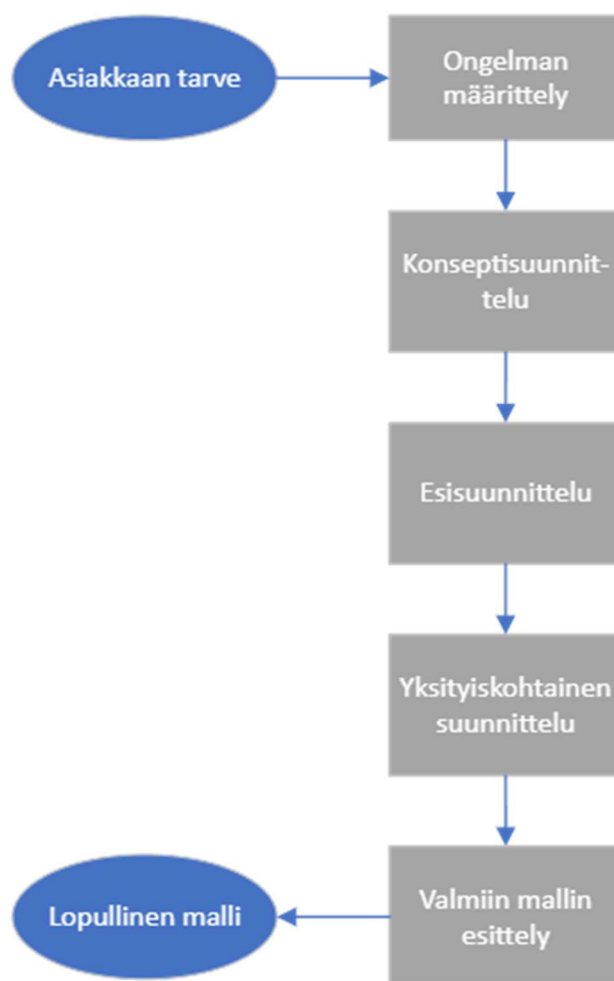 Asiakkaan tarve
Ongelman
määrittely
Konseptisuunnit-
telu
Esisuunnittelu
Yksityiskohtainen
suunnittelu
Valmiin mallin
esittely
Lopullinen malli